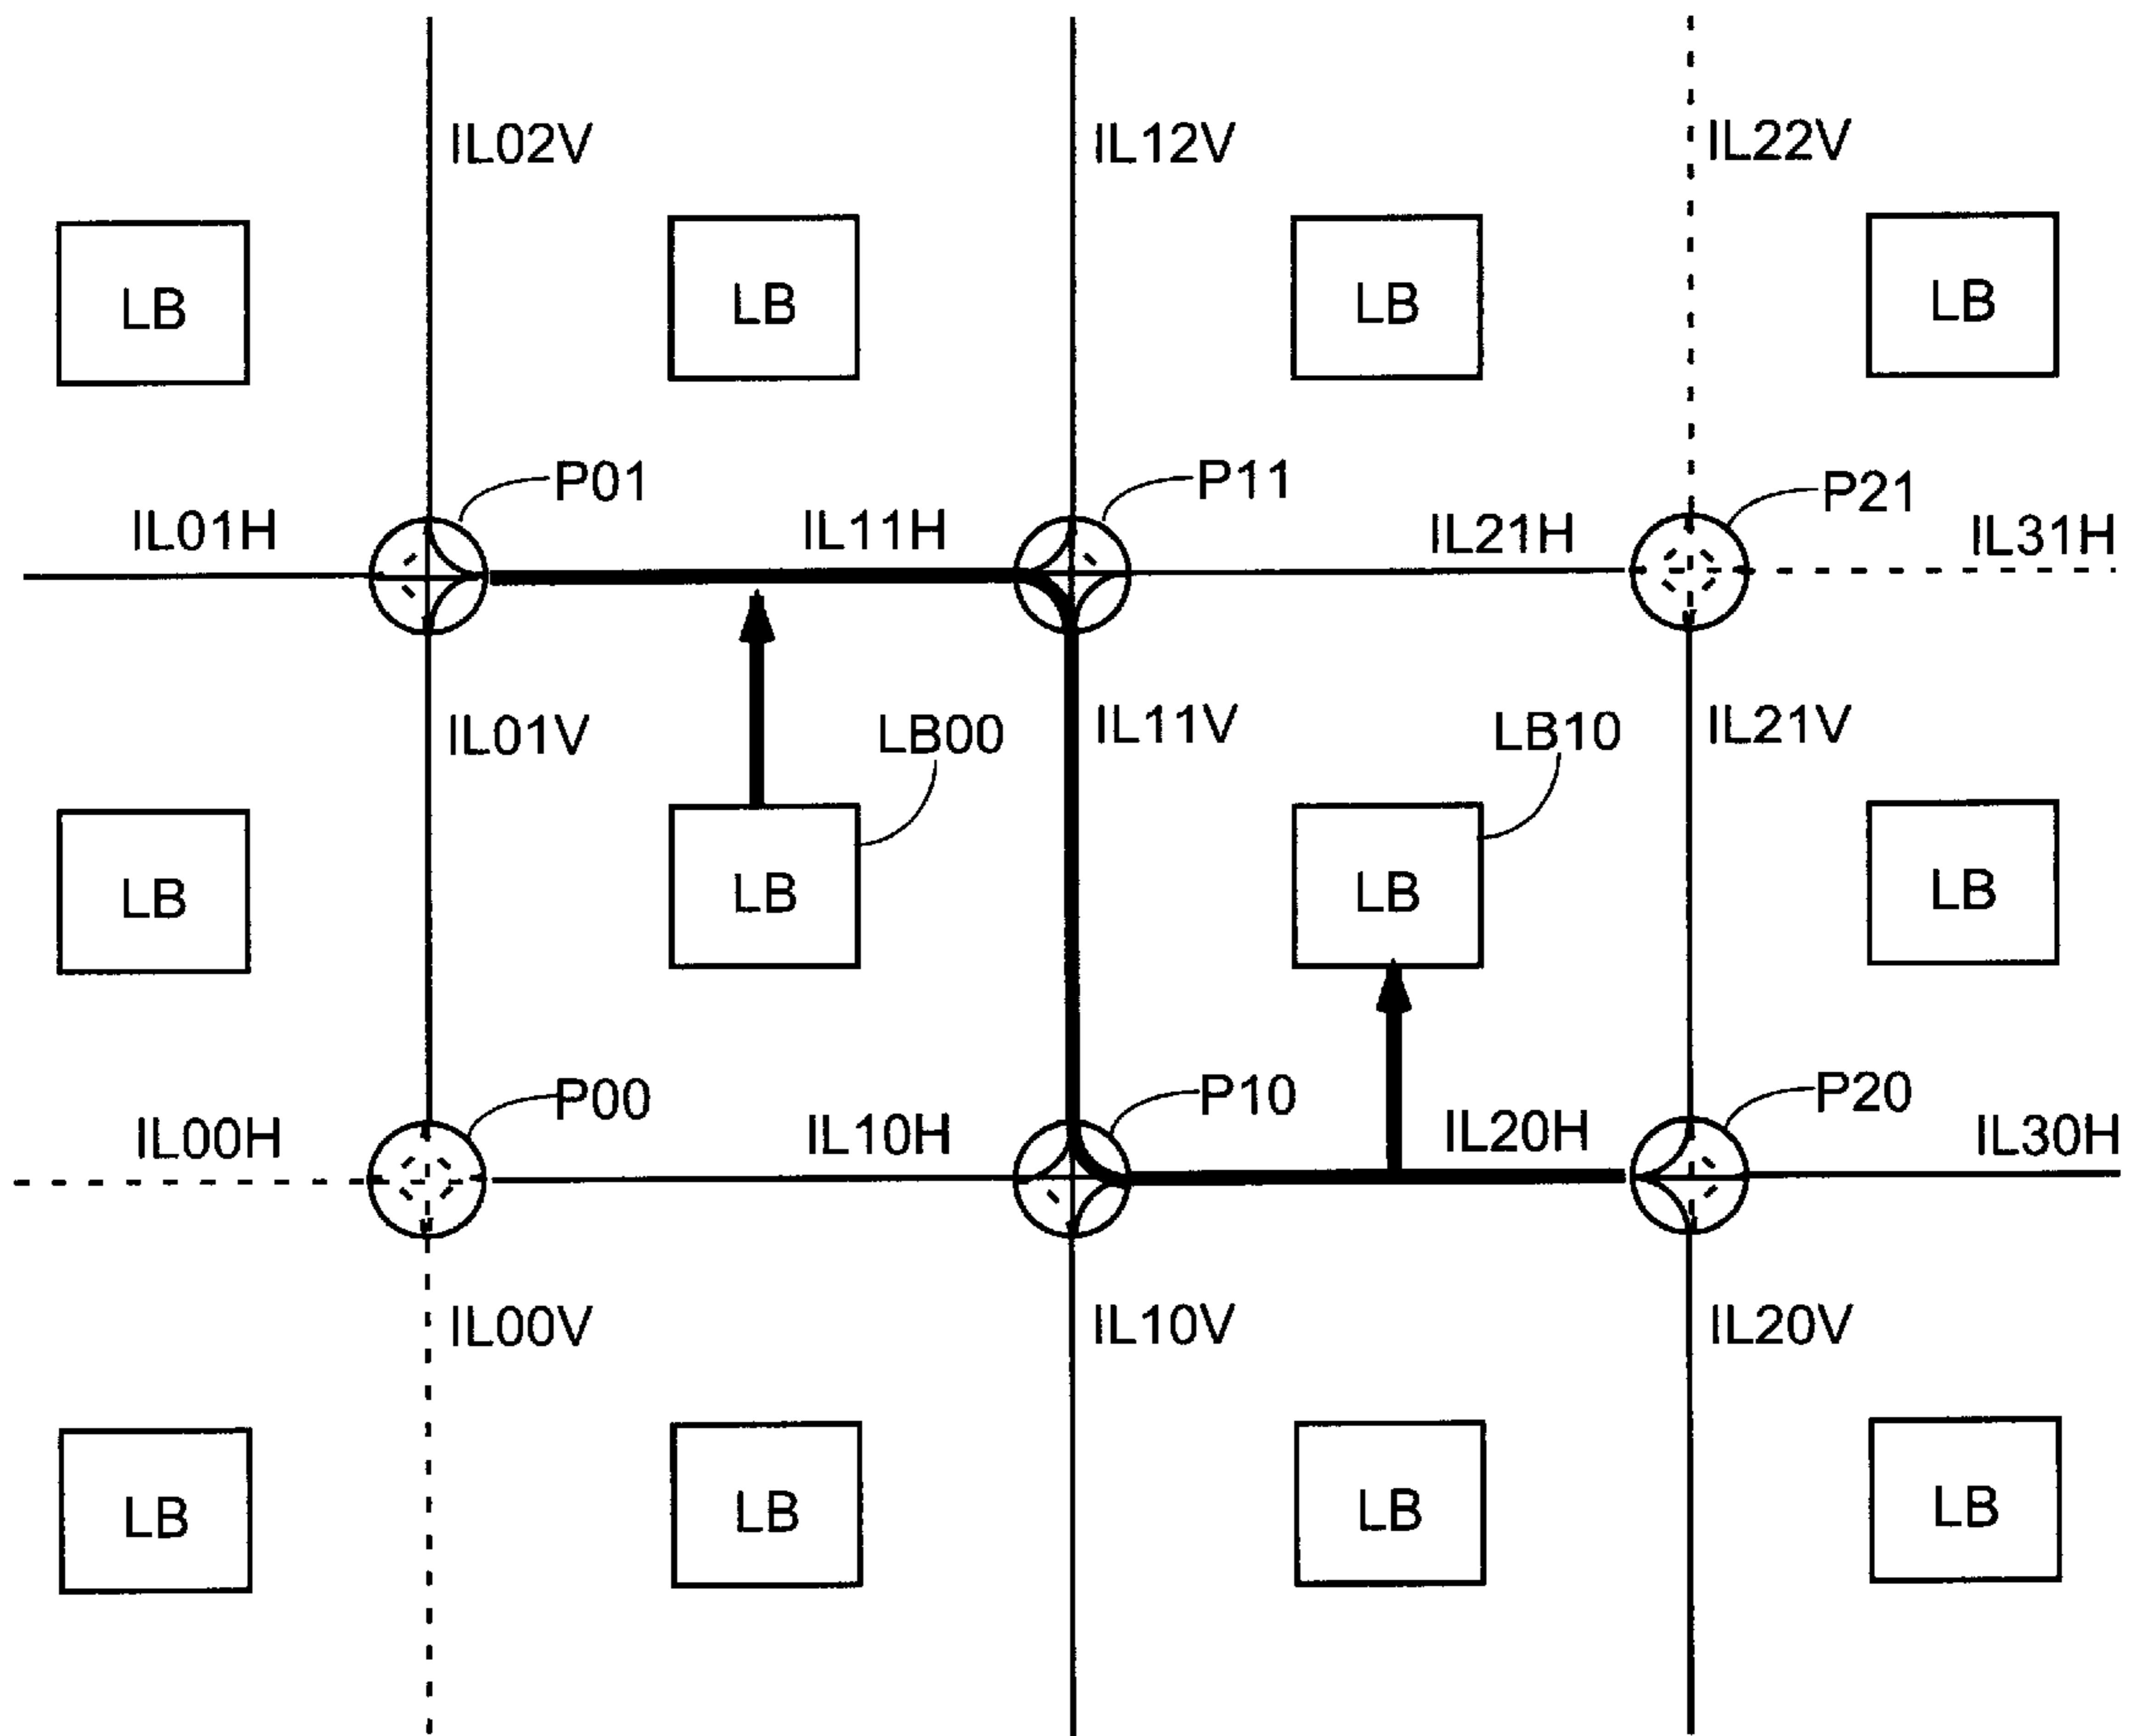 IL02V
IL12V
IL22V
LB
LB
LB
LB
P01
P11
P21
IL01H
IL11H
IL21H
IL31H
IL01V
LB00
IL11V
LB10
IL21V
LB
LB
LB
LB
P00
P10
P20
IL00H
IL10H
IL20H
IL30H
IL00V
IL10V
IL20V
LB
LB
LB
LB